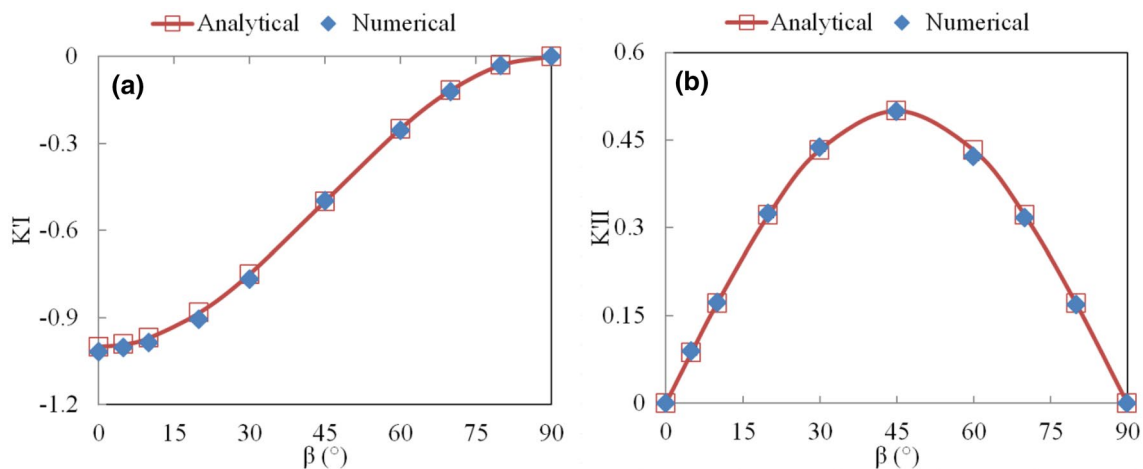 Analytical Numerical
(a)
0
-0.3
-0.6
-0.9
-1.2
K'I
0 15 30 45 60 75 90
β (°)
Analytical Numerical
(b)
0.6
0.45
0.3
0.15
0
K'II
0 15 30 45 60 75 90
β (°)